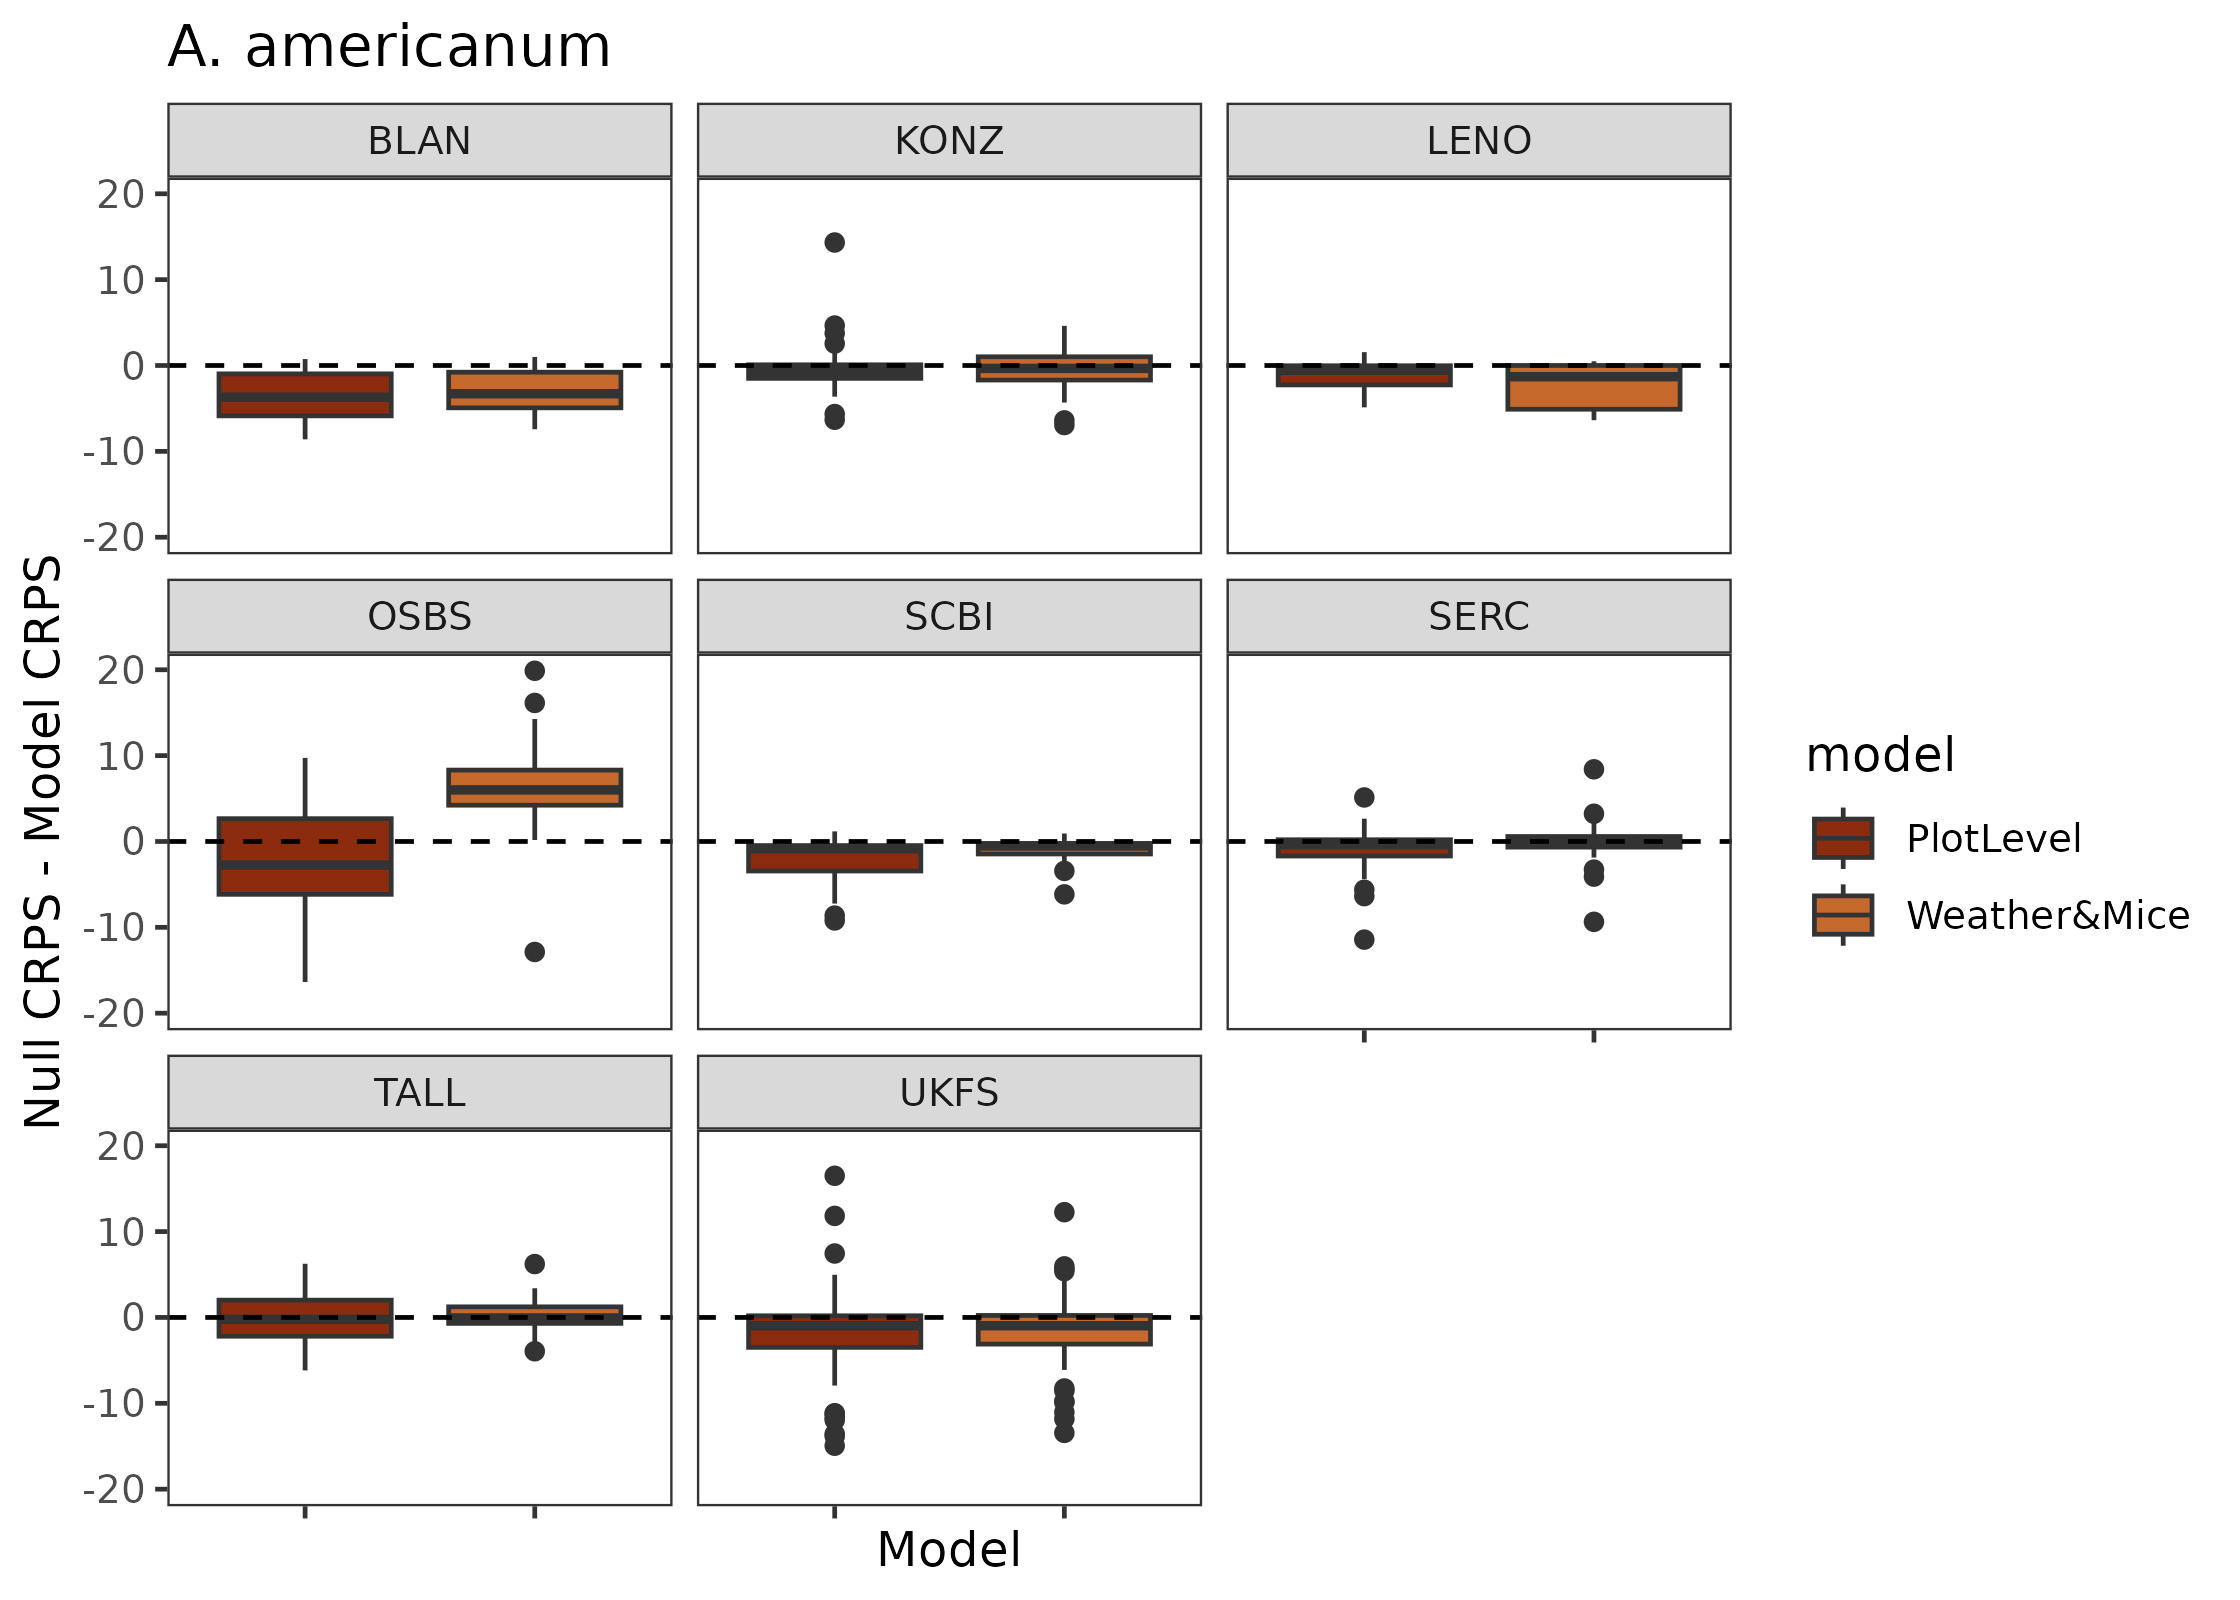 A. americanum
BLAN
KONZ
LENO
20
10
0
-10
-20
OSBS
SCBI
SERC
20
10
0
-10
-20
TALL
UKFS
20
10
0
-10
-20
Null CRPS - Model CRPS
Model
model
PlotLevel
Weather&Mice